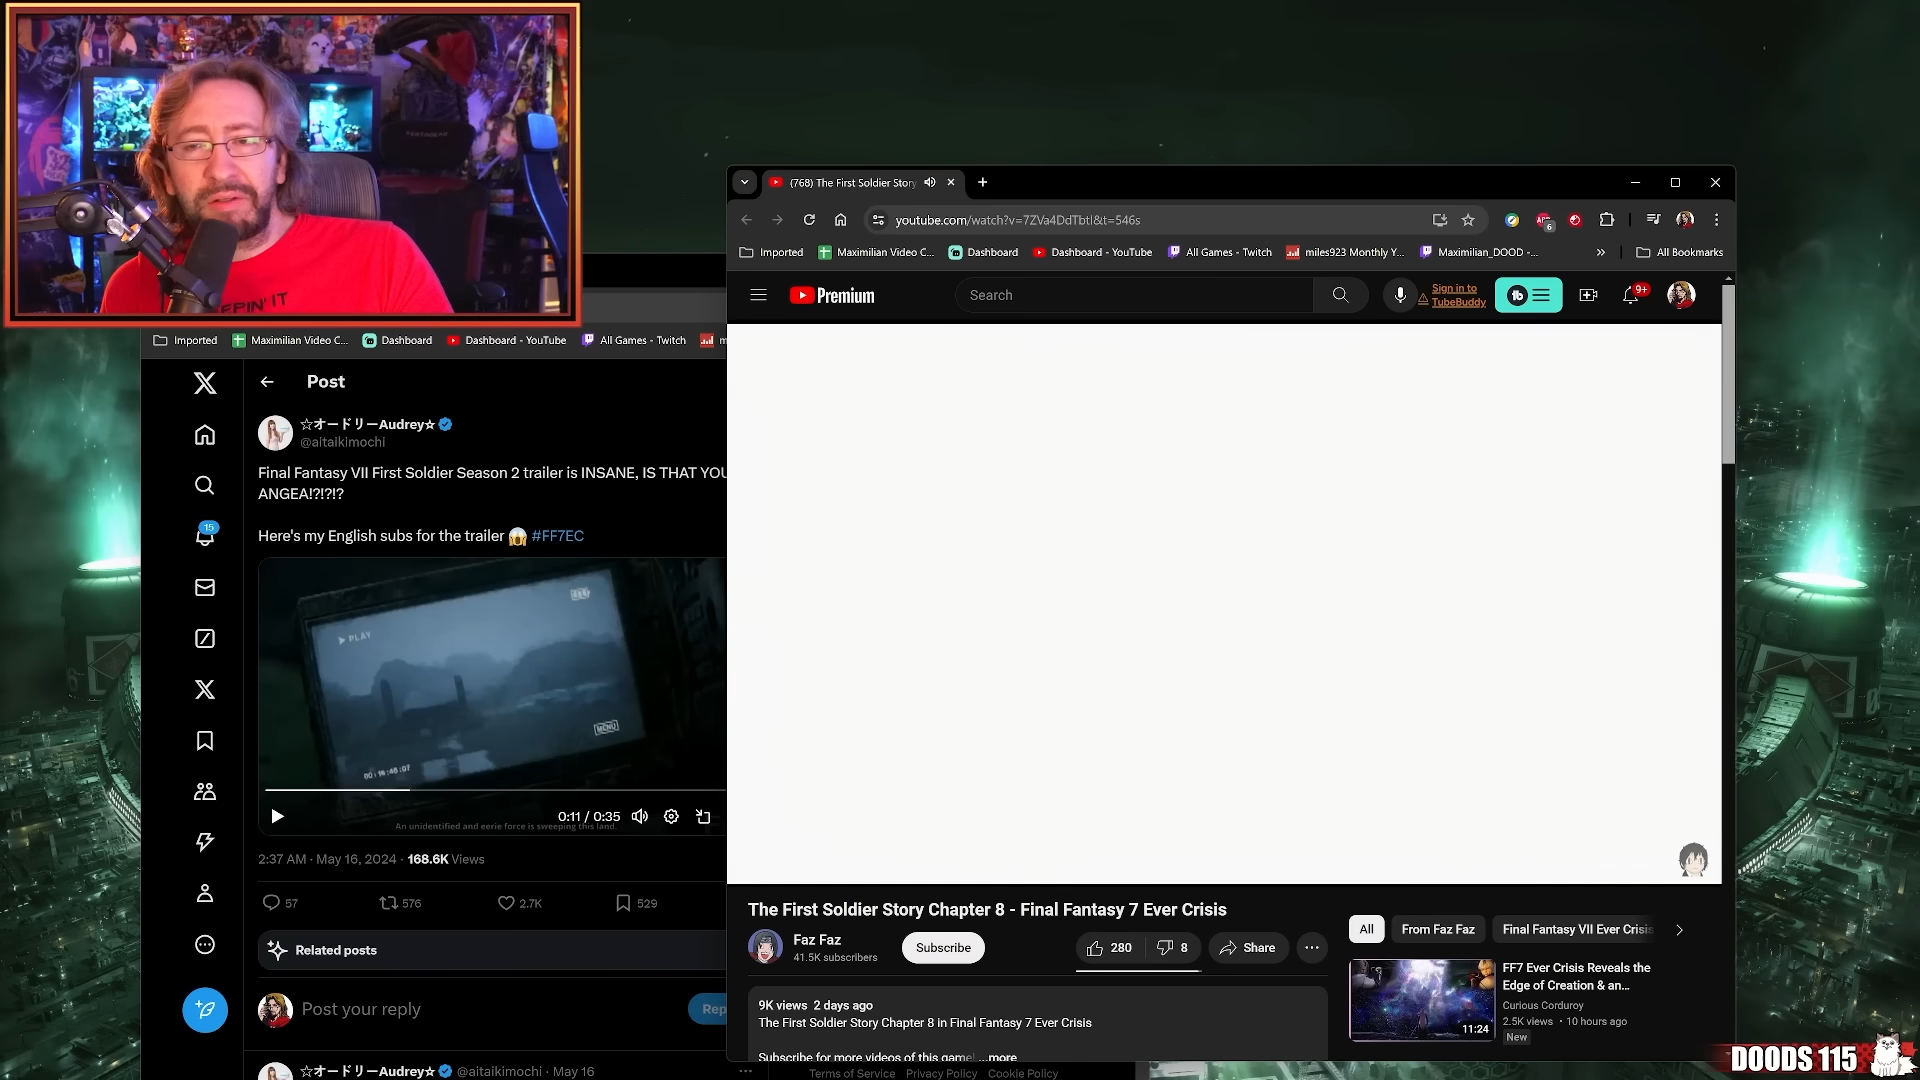 EEPIN' IT
Imported
Maximilian Video C...
Dashboard
Dashboard - YouTube
All Games - Twitch
m
Post
☆オードリーAudrey☆
@aitaikimochi
Final Fantasy VII First Soldier Season 2 trailer is INSANE, IS THAT YOU
ANGEA!?!?!?
Here's my English subs for the trailer 😱 #FF7EC
15
PLAY
MENU
An unidentified and eerie force is sweeping this land.
0:11 / 0:35
2:37 AM · May 16, 2024 · 168.6K Views
57
576
2.7K
529
Related posts
Post your reply
Rep
☆オードリーAudrey☆ @aitaikimochi · May 16
(768) The First Soldier Story
youtube.com/watch?v=7ZVa4DdTbtI&t=546s
6
Imported
Maximilian Video C...
Dashboard
Dashboard - YouTube
All Games - Twitch
miles923 Monthly Y...
Maximilian_DOOD -...
All Bookmarks
Premium
Search
Sign in to
TubeBuddy
tb
9+
The First Soldier Story Chapter 8 - Final Fantasy 7 Ever Crisis
Faz Faz
41.5K subscribers
Subscribe
280
8
Share
9K views 2 days ago
The First Soldier Story Chapter 8 in Final Fantasy 7 Ever Crisis
Subscribe for more videos of this game! ...more
Terms of Service Privacy Policy Cookie Policy
All
From Faz Faz
Final Fantasy VII Ever Crisis
FF7 Ever Crisis Reveals the
Edge of Creation & an...
Curious Corduroy
2.5K views • 10 hours ago
New
11:24
DOODS 115